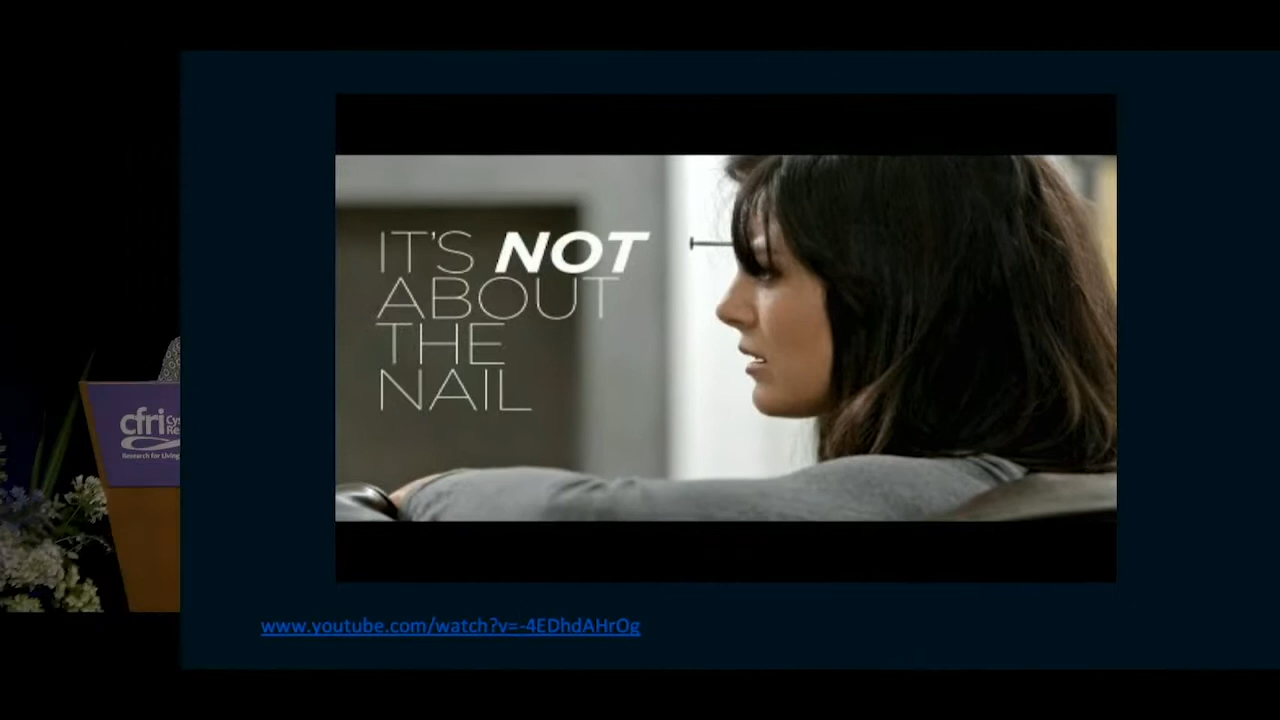 IT'S NOT
ABOUT
THE
NAIL
cfri
Research for Living
www.youtube.com/watch?v=-4EDhdAHrOg